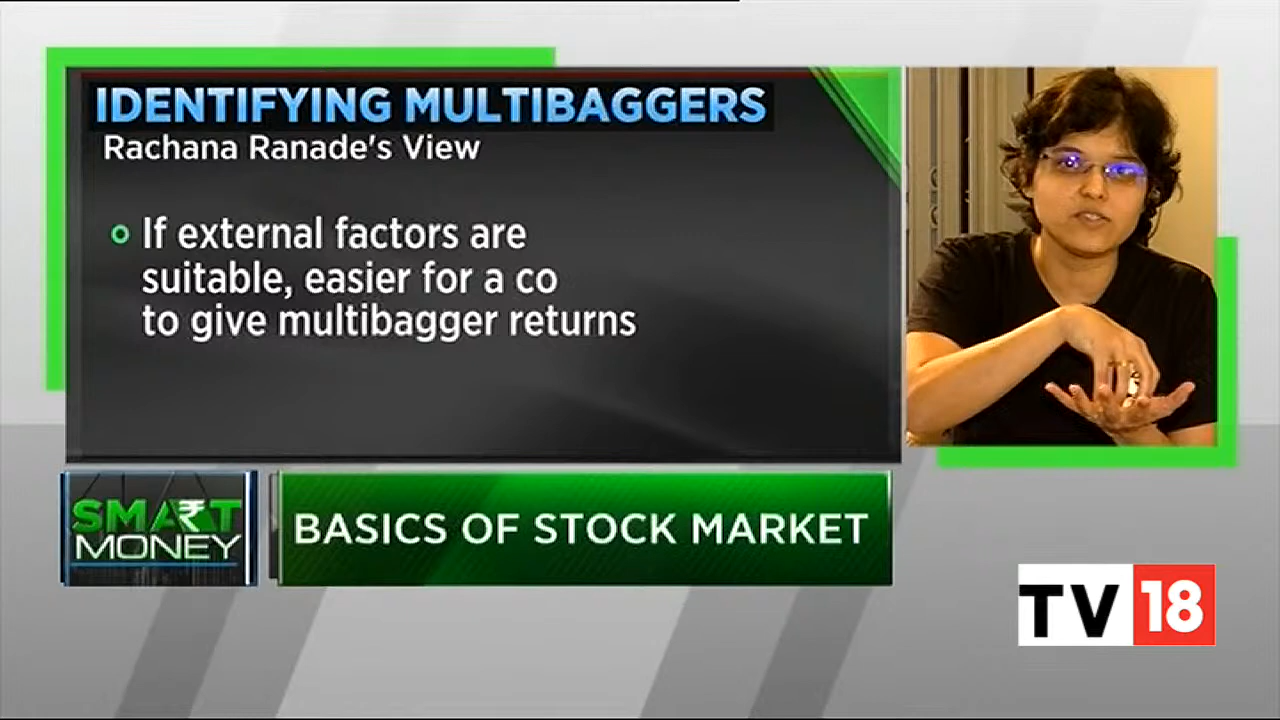 IDENTIFYING MULTIBAGGERS
Rachana Ranade's View
If external factors are
suitable, easier for a co
to give multibagger returns
SMA₹T
MONEY
BASICS OF STOCK MARKET
TV18